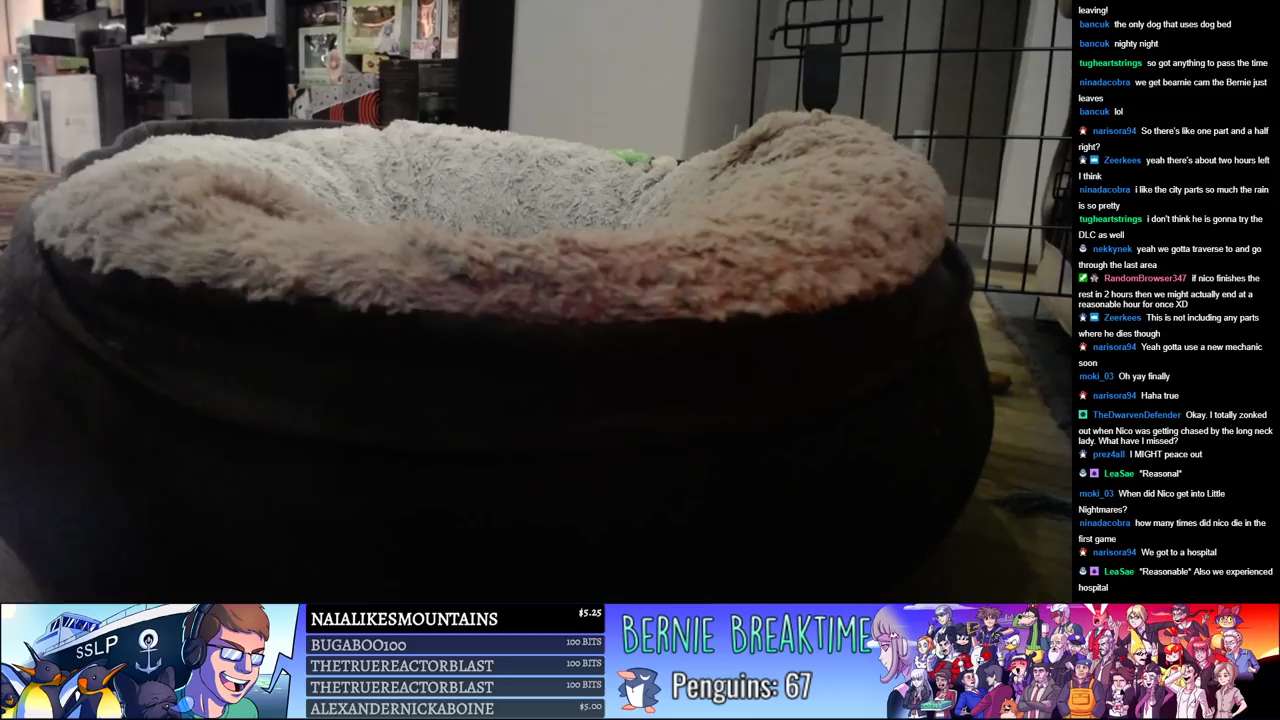 leaving!
bancuk the only dog that uses dog bed
bancuk nighty night
tugheartstrings so got anything to pass the time
ninadacobra we get bearnie cam the Bernie just
leaves
bancuk lol
narisora94 So there's like one part and a half
right?
Zeerkees yeah there's about two hours left
I think
ninadacobra i like the city parts so much the rain
is so pretty
tugheartstrings i don't think he is gonna try the
DLC as well
nekkynek yeah we gotta traverse to and go
through the last area
RandomBrowser347 if nico finishes the
rest in 2 hours then we might actually end at a
reasonable hour for once XD
Zeerkees This is not including any parts
where he dies though
narisora94 Yeah gotta use a new mechanic
soon
moki_03 Oh yay finally
narisora94 Haha true
TheDwarvenDefender Okay. I totally zonked
out when Nico was getting chased by the long neck
lady. What have I missed?
prez4all I MIGHT peace out
LeaSae *Reasonal*
moki_03 When did Nico get into Little
Nightmares?
ninadacobra how many times did nico die in the
first game
narisora94 We got to a hospital
LeaSae *Reasonable* Also we experienced
hospital
SSLP
NAIALIKESMOUNTAINS $5.25
BUGABOO100 100 BITS
THETRUEREACTORBLAST 100 BITS
THETRUEREACTORBLAST 100 BITS
ALEXANDERNICKABOINE $5.00
BERNIE BREAKTIME
Penguins: 67